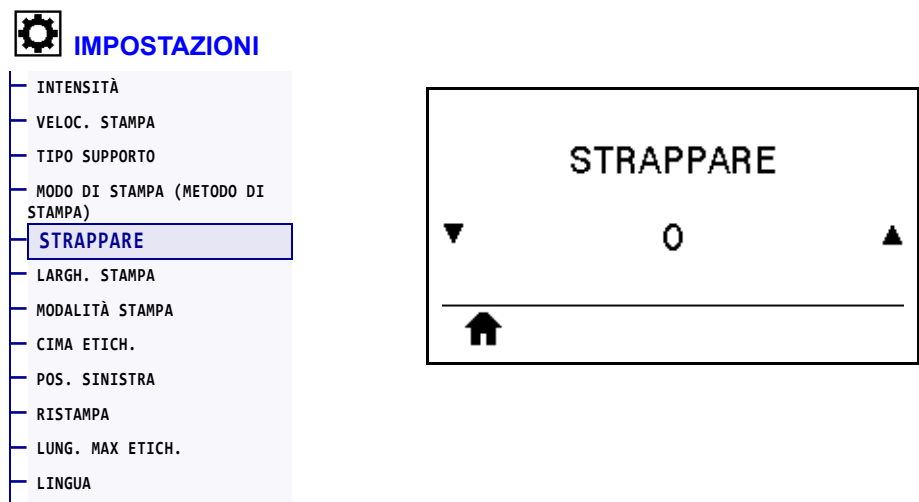 IMPOSTAZIONI
INTENSITÀ
VELOC. STAMPA
TIPO SUPPORTO
MODO DI STAMPA (METODO DI
STAMPA)
STRAPPARE
LARGH. STAMPA
MODALITÀ STAMPA
CIMA ETICH.
POS. SINISTRA
RISTAMPA
LUNG. MAX ETICH.
LINGUA
STRAPPARE
▼ 0 ▲